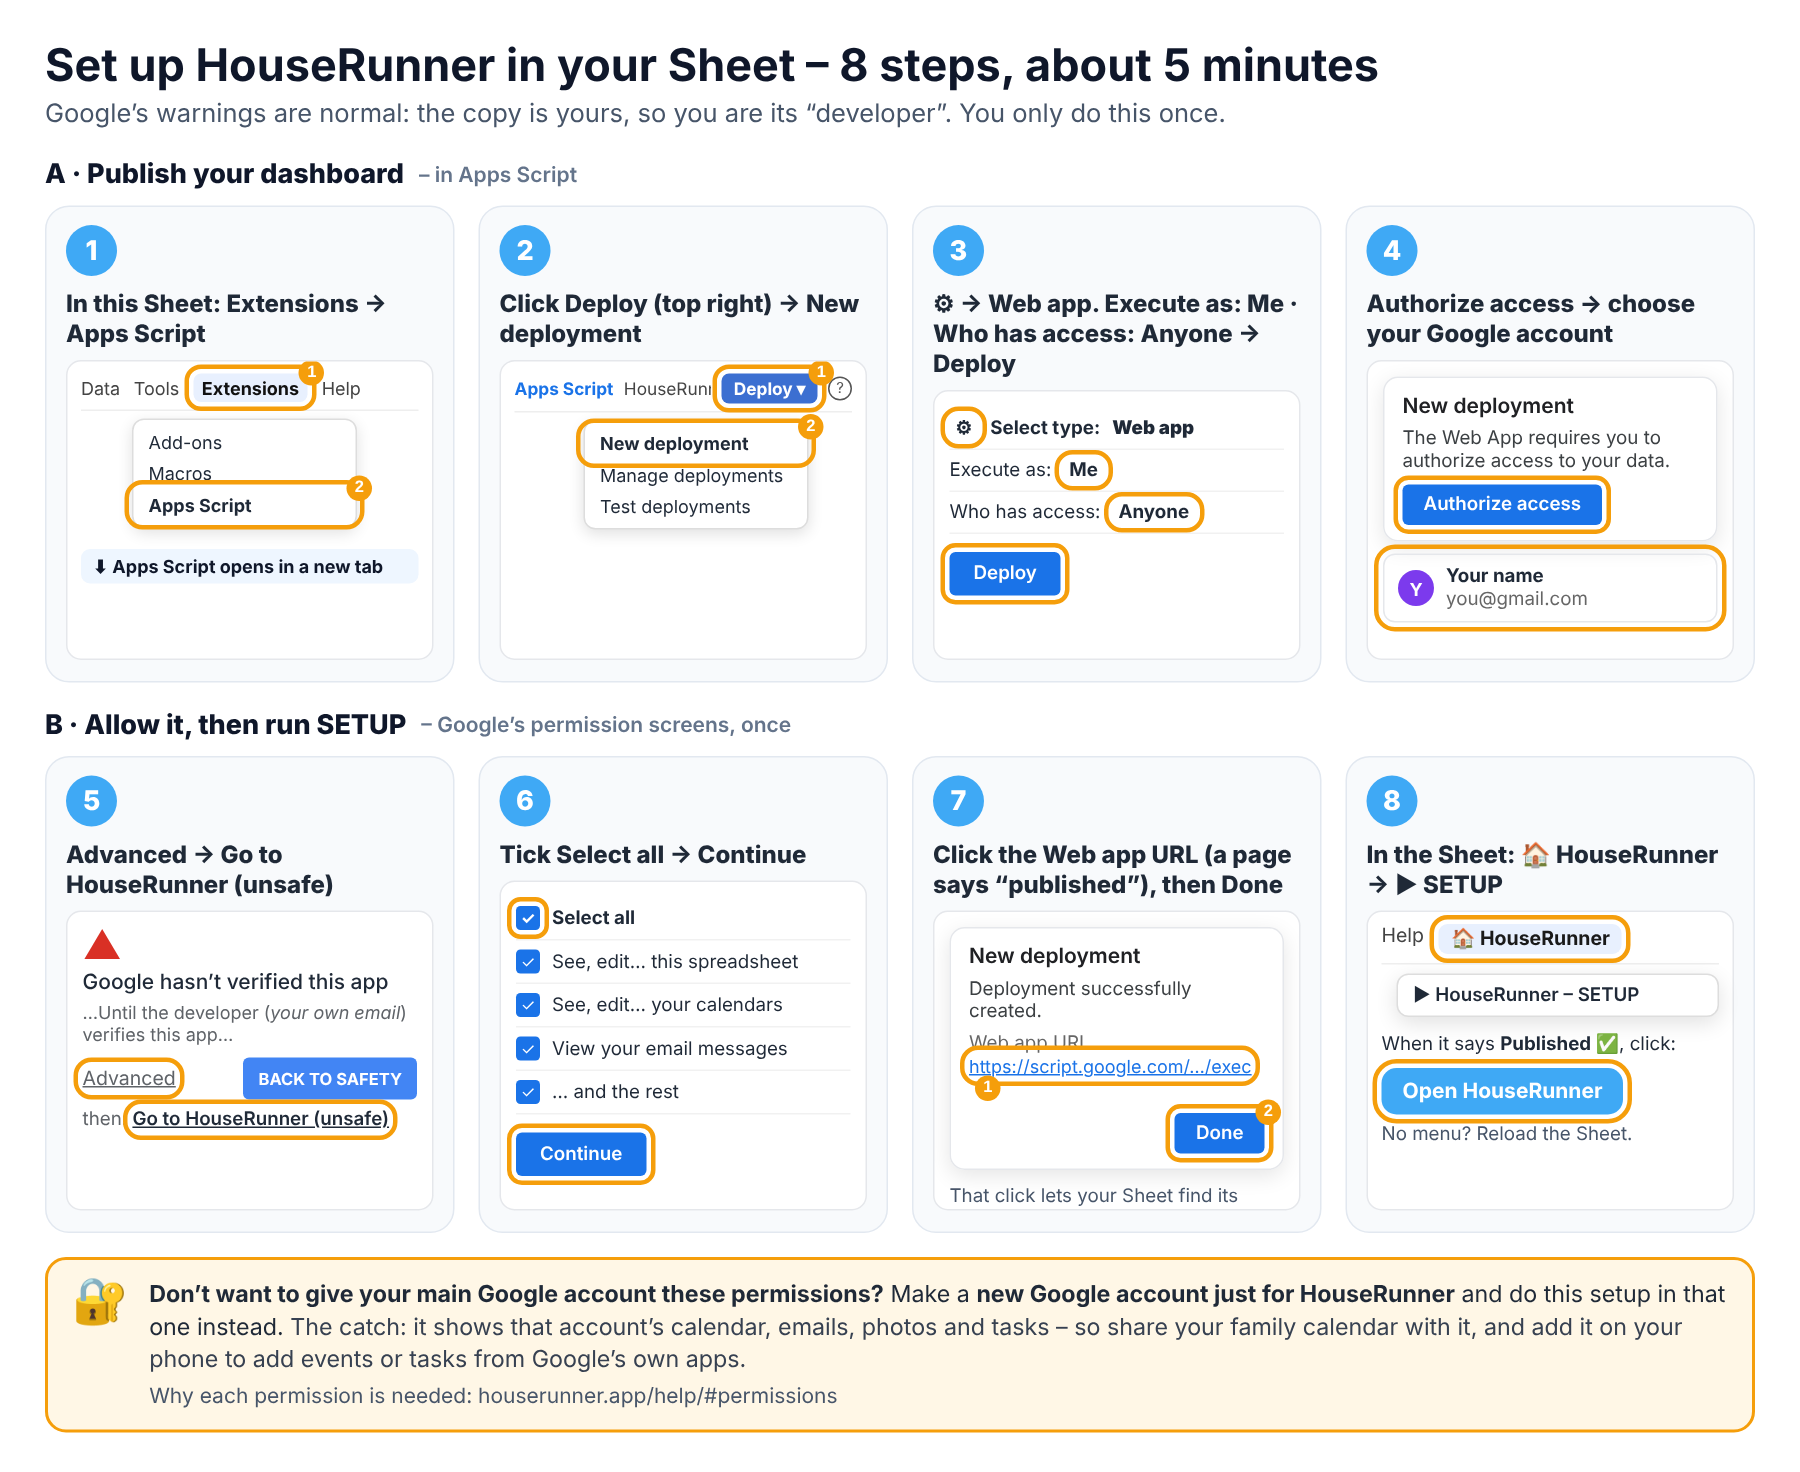 Set up HouseRunner in your Sheet – 8 steps, about 5 minutes
Google’s warnings are normal: the copy is yours, so you are its “developer”. You only do this once.
A · Publish your dashboard – in Apps Script
1
In this Sheet: Extensions →
Apps Script
Data Tools Extensions 1 Help
Add-ons
Macros
Apps Script 2
⬇ Apps Script opens in a new tab
2
Click Deploy (top right) → New
deployment
Apps Script HouseRunr Deploy ▾ 1 ?
New deployment 2
Manage deployments
Test deployments
3
⚙ → Web app. Execute as: Me ·
Who has access: Anyone →
Deploy
⚙ Select type: Web app
Execute as: Me
Who has access: Anyone
Deploy
4
Authorize access → choose
your Google account
New deployment
The Web App requires you to
authorize access to your data.
Authorize access
Y Your name
you@gmail.com
B · Allow it, then run SETUP – Google’s permission screens, once
5
Advanced → Go to
HouseRunner (unsafe)
Google hasn’t verified this app
…Until the developer (your own email)
verifies this app…
Advanced BACK TO SAFETY
then Go to HouseRunner (unsafe)
6
Tick Select all → Continue
Select all
See, edit… this spreadsheet
See, edit… your calendars
View your email messages
… and the rest
Continue
7
Click the Web app URL (a page
says “published”), then Done
New deployment
Deployment successfully
created.
Web app URL
https://script.google.com/…/exec
1
Done 2
That click lets your Sheet find its
8
In the Sheet: 🏠 HouseRunner
→ ▶ SETUP
Help 🏠 HouseRunner
▶ HouseRunner – SETUP
When it says Published ✅, click:
Open HouseRunner
No menu? Reload the Sheet.
Don’t want to give your main Google account these permissions? Make a new Google account just for HouseRunner and do this setup in that
one instead. The catch: it shows that account’s calendar, emails, photos and tasks – so share your family calendar with it, and add it on your
phone to add events or tasks from Google’s own apps.
Why each permission is needed: houserunner.app/help/#permissions